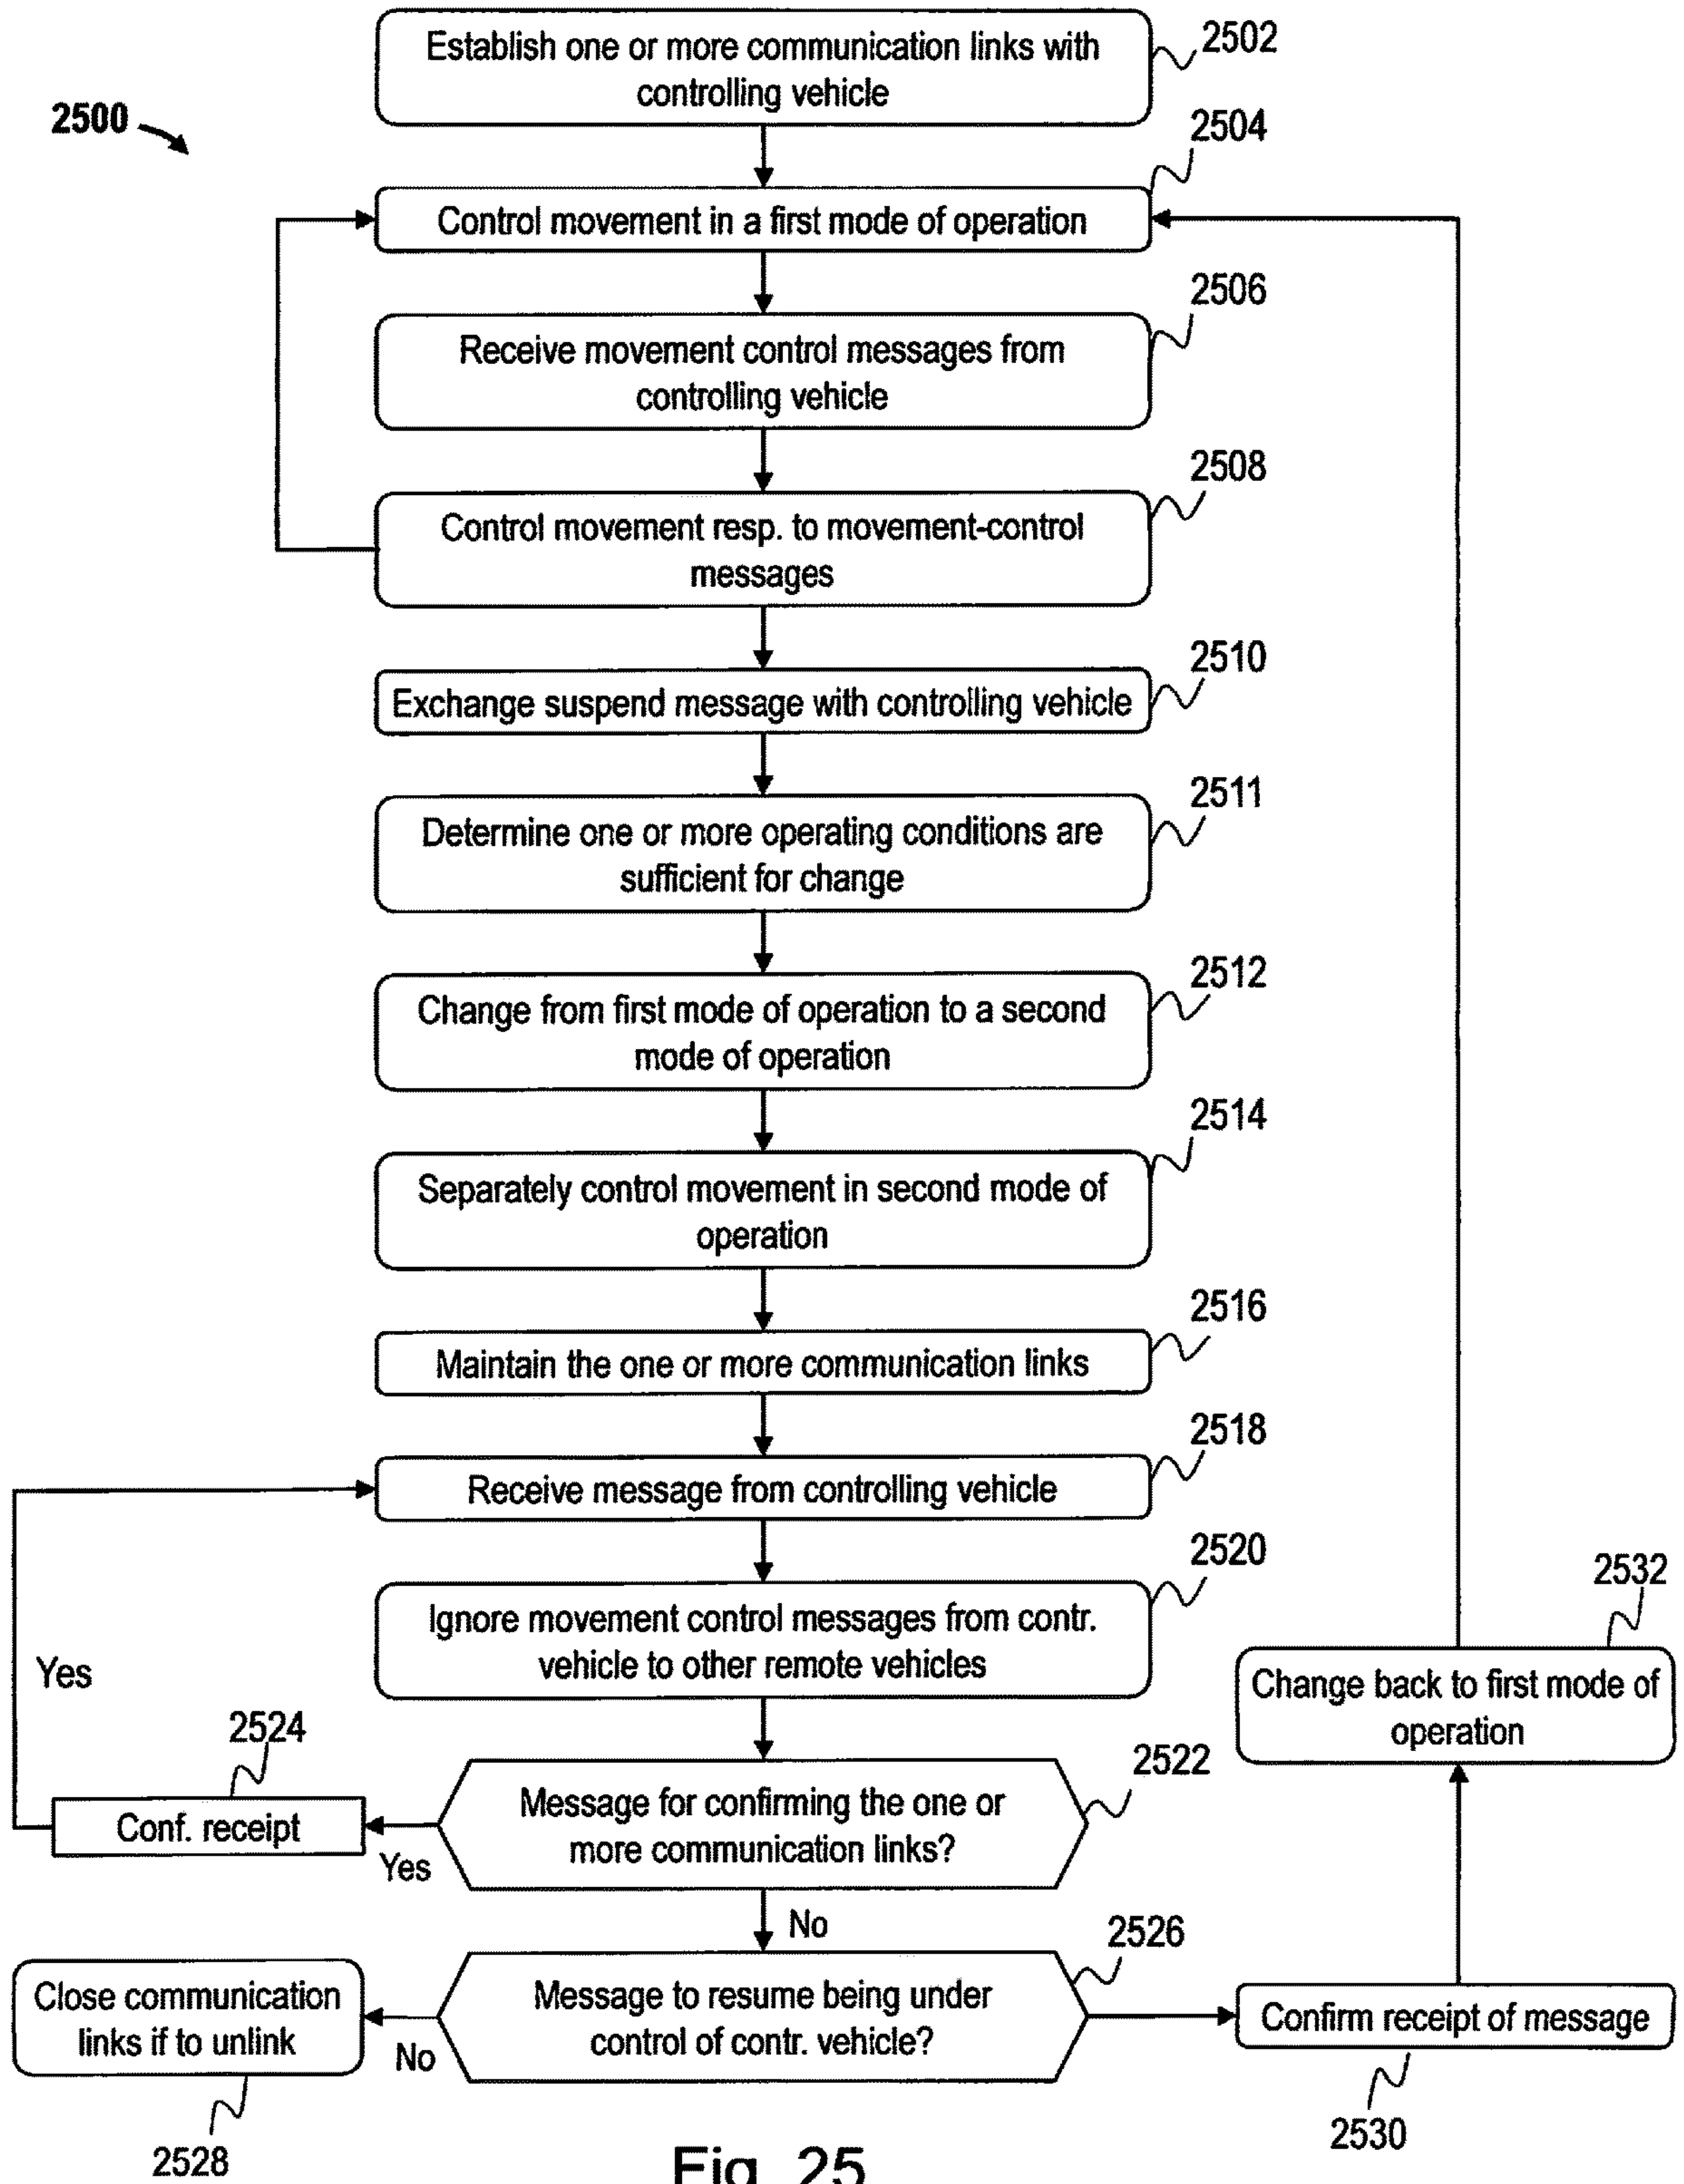 Establish one or more communication links with
controlling vehicle
2502
2500
2504
Control movement in a first mode of operation
2506
Receive movement control messages from
controlling vehicle
2508
Control movement resp. to movement-control
messages
2510
Exchange suspend message with controlling vehicle
2511
Determine one or more operating conditions are
sufficient for change
2512
Change from first mode of operation to a second
mode of operation
2514
Separately control movement in second mode of
operation
2516
Maintain the one or more communication links
2518
Receive message from controlling vehicle
2520
Ignore movement control messages from contr.
vehicle to other remote vehicles
2532
Change back to first mode of
operation
Yes
2524
Conf. receipt
Yes
2522
Message for confirming the one or
more communication links?
No
2526
Message to resume being under
control of contr. vehicle?
No
Close communication
links if to unlink
2528
Confirm receipt of message
2530
Fig. 25